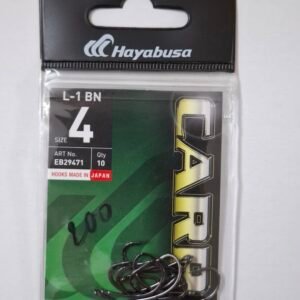 Hayabusa
L-1 BN
SIZE 4
ART No. Qty
EB29471 10
HOOKS MADE IN JAPAN
CARP
200